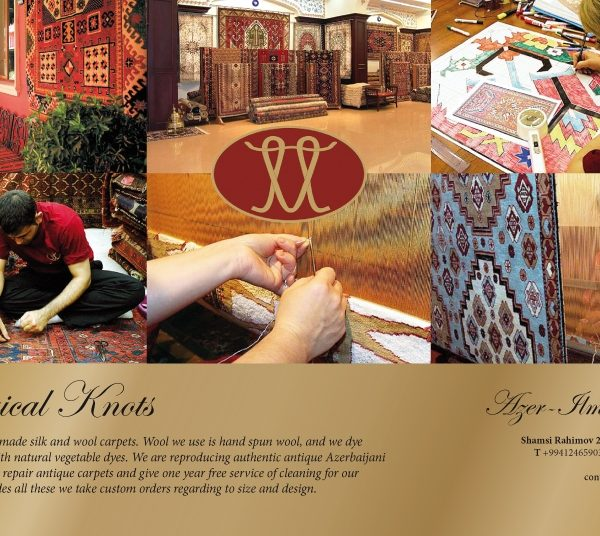 ical Knots
made silk and wool carpets. Wool we use is hand spun wool, and we dye
th natural vegetable dyes. We are reproducing authentic antique Azerbaijani
repair antique carpets and give one year free service of cleaning for our
des all these we take custom orders regarding to size and design.
Azer-Ilm
Shamsi Rahimov 2
T +99412465903
con